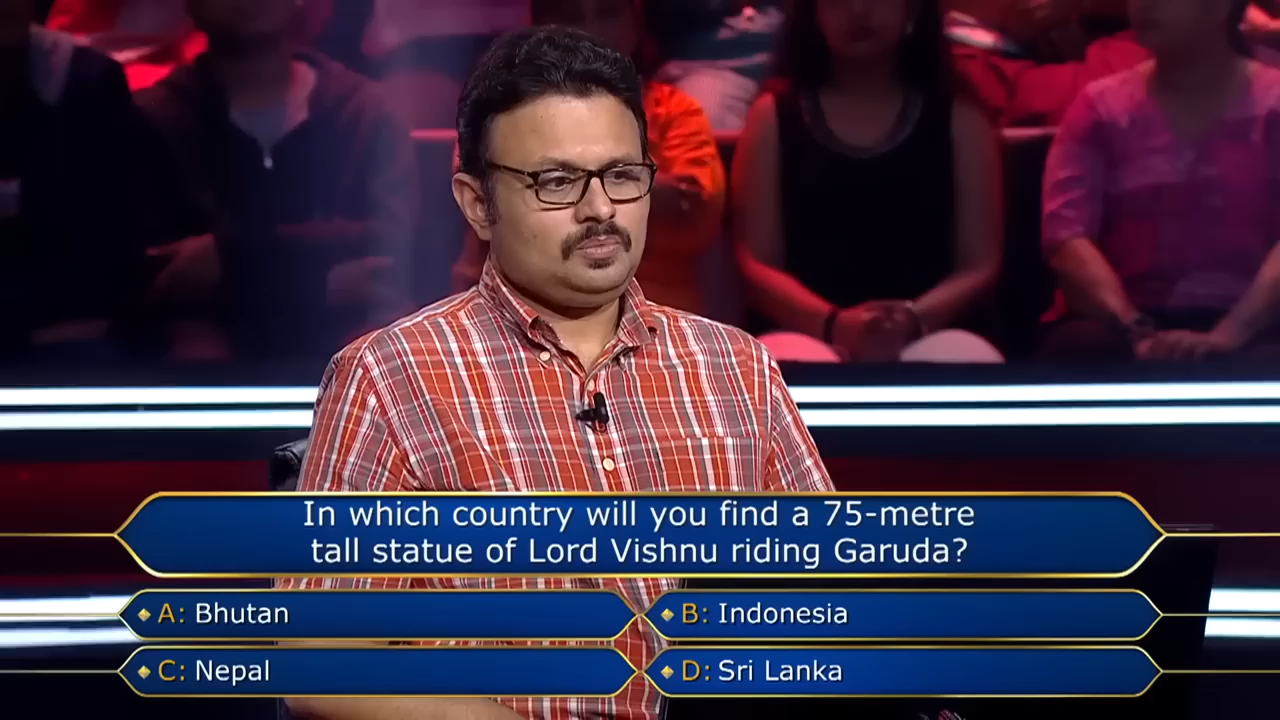 In which country will you find a 75-metre
tall statue of Lord Vishnu riding Garuda?
A: Bhutan
B: Indonesia
C: Nepal
D: Sri Lanka